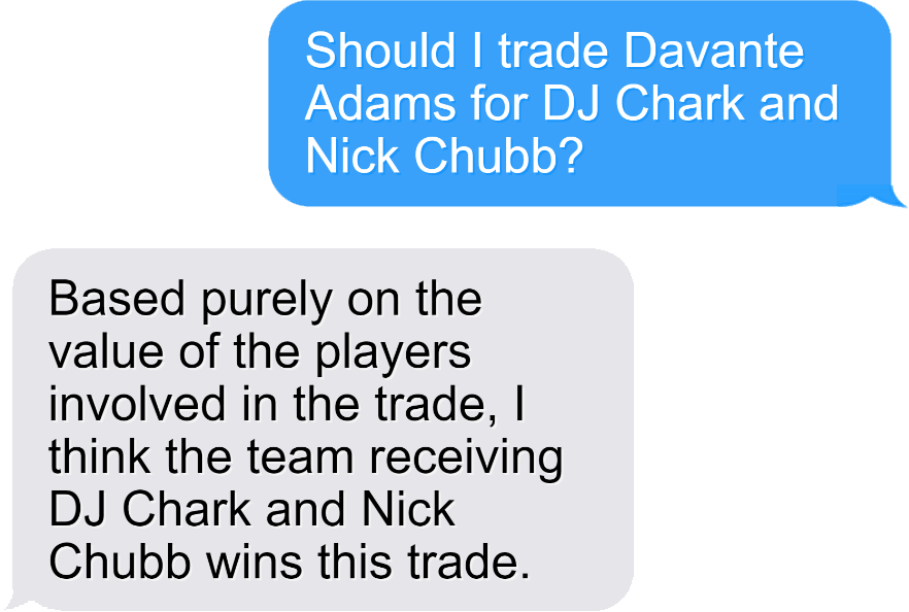 Should I trade Davante
Adams for DJ Chark and
Nick Chubb?
Based purely on the
value of the players
involved in the trade, I
think the team receiving
DJ Chark and Nick
Chubb wins this trade.